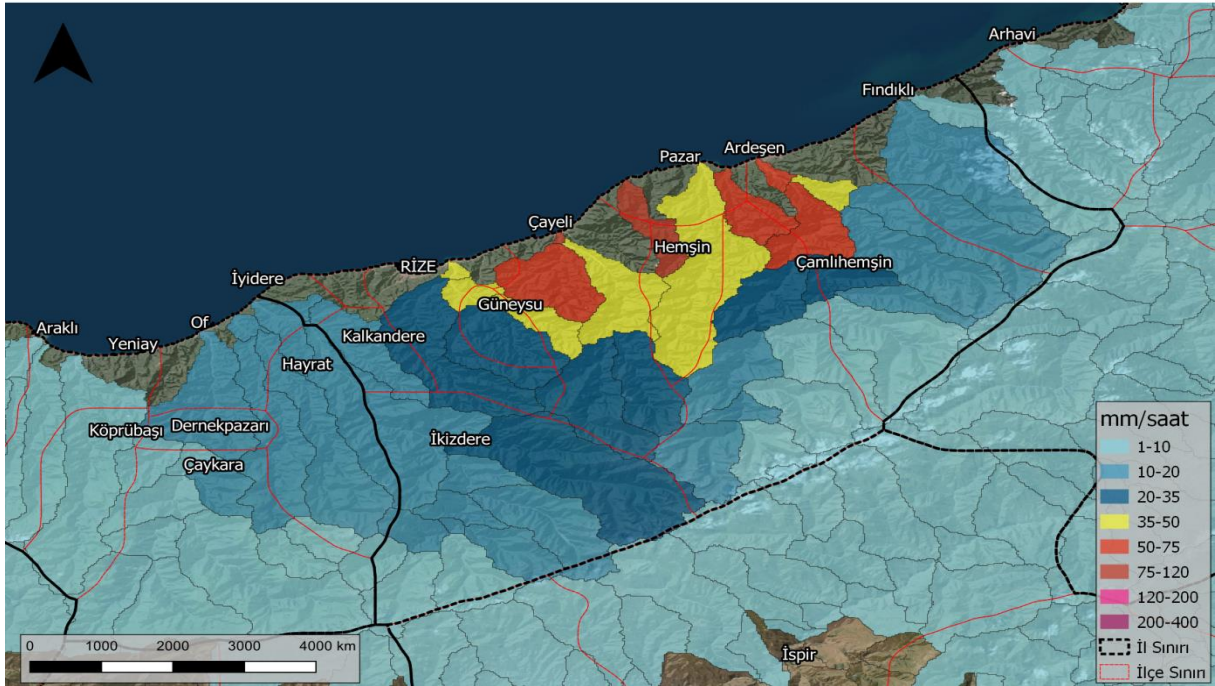 Arhavi
Fındıklı
Ardeşen
Pazar
Çayeli
Hemşin
Çamlıhemşin
RİZE
İyidere
Güneysu
Of
Kalkandere
Araklı
Yeniay
Hayrat
Köprübaşı
Dernekpazarı
İkizdere
Çaykara
İspir
mm/saat
1-10
10-20
20-35
35-50
50-75
75-120
120-200
200-400
İl Sınırı
İlçe Sınırı
0 1000 2000 3000 4000 km